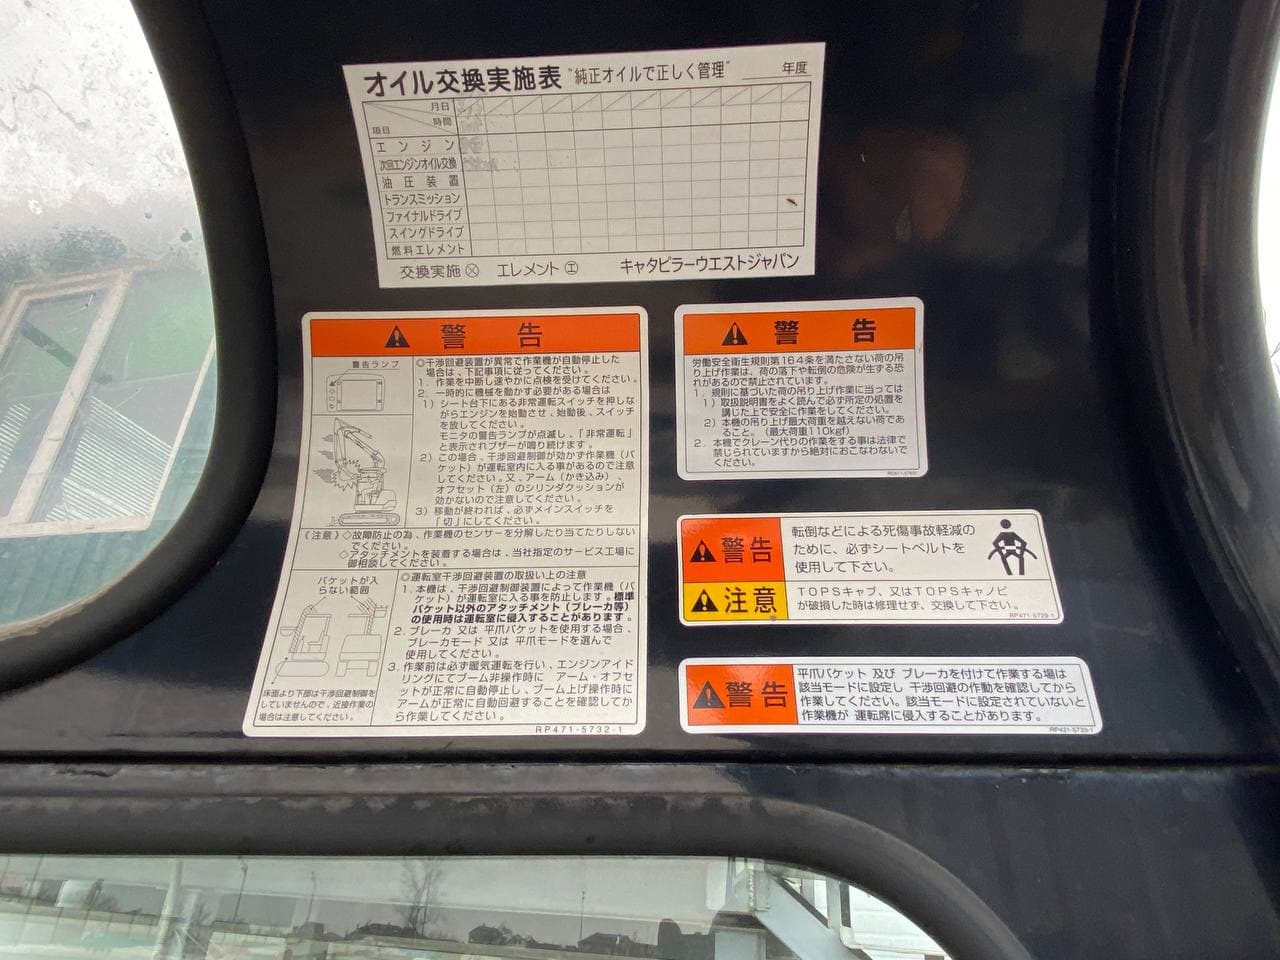 オイル交換実施表 "純正オイルで正しく管理" 年度
月日
時間
項目
エンジン
次回エンジンオイル交換
油圧装置
トランスミッション
ファイナルドライブ
スイングドライブ
燃料エレメント
交換実施 ⓧ エレメント ㋓ キャタピラーウエストジャパン
警告
警告ランプ
◎干渉回避装置が異常で作業機が自動停止した
場合は、下記事項に従ってください。
1. 作業を中断し速やかに点検を受けてください。
2. 一時的に機械を動かす必要がある場合は
1) シート台下にある非常運転スイッチを押しな
がらエンジンを始動させ、始動後、スイッチ
を放してください。
モニタの警告ランプが点滅し、「非常運転」
と表示されブザーが鳴り続けます。
2) この場合、干渉回避制御が効かず作業機(バ
ケット)が運転室内に入る事があるので注意
してください。又、アーム(かき込み)、
オフセット(左)のシリンダクッションが
効かないので注意してください。
3) 移動が終われば、必ずメインスイッチを
「切」にしてください。
(注意)◇故障防止の為、作業機のセンサーを分解したり当てたりしない
でください。
◇アタッチメントを装着する場合は、当社指定のサービス工場に
御相談してください。
バケットが入
らない範囲
床面より下部は干渉回避制御を
していませんので、近接作業の
場合は注意してください。
◎運転室干渉回避装置の取扱い上の注意
1. 本機は、干渉回避制御装置によって作業機(バ
ケット)が運転室に入る事を防止します。標準
バケット以外のアタッチメント(ブレーカ等)
の使用時は運転室に侵入することがあります。
2. ブレーカ 又は 平爪バケットを使用する場合、
ブレーカモード 又は 平爪モードを選んで
使用してください。
3. 作業前は必ず暖気運転を行い、エンジンアイド
リングにてブーム非操作時に アーム・オフセ
ットが正常に自動停止し、ブーム上げ操作時に
アームが正常に自動回避することを確認してか
ら作業してください。
RP471-5732-1
警告
労働安全衛生規則第164条を満たさない荷の吊
り上げ作業は、荷の落下や転倒の危険が生ずる恐
れがあるので禁止されています。
1. 規則に基づいた荷の吊り上げ作業に当っては
1) 取扱説明書をよく読んで必ず所定の処置を
講じた上で安全に作業をしてください。
2) 本機の吊り上げ最大荷重を越えない荷であ
ること。(最大荷重110kgf)
2. 本機でクレーン代りの作業をする事は法律で
禁じられていますから絶対におこなわないで
ください。
警告
転倒などによる死傷事故軽減の
ために、必ずシートベルトを
使用して下さい。
注意
TOPSキャブ、又はTOPSキャノピ
が破損した時は修理せず、交換して下さい。
RP471-5729-1
警告
平爪バケット 及び ブレーカを付けて作業する場は
該当モードに設定し 干渉回避の作動を確認してから
作業してください。該当モードに設定されていないと
作業機が 運転席に侵入することがあります。
RP421-5733-1